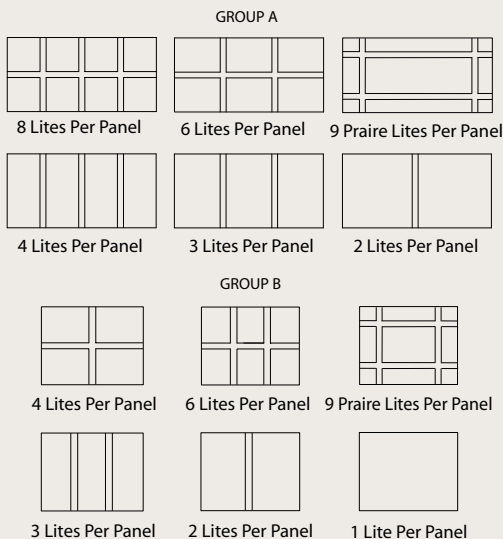 GROUP A
8 Lites Per Panel
6 Lites Per Panel
9 Praire Lites Per Panel
4 Lites Per Panel
3 Lites Per Panel
2 Lites Per Panel
GROUP B
4 Lites Per Panel
6 Lites Per Panel
9 Praire Lites Per Panel
3 Lites Per Panel
2 Lites Per Panel
1 Lite Per Panel